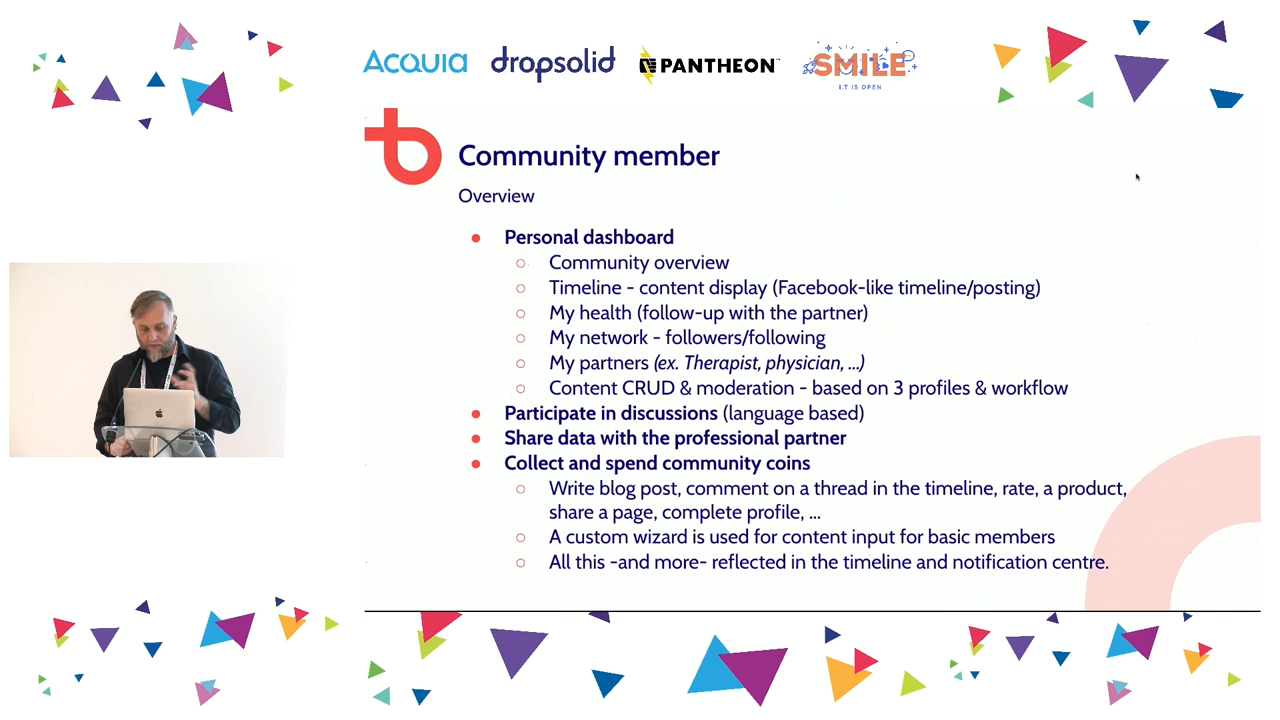 ACQUIA
dropsolid
PANTHEON
SMILE
I.T IS OPEN
Community member
Overview
Personal dashboard
Community overview
Timeline - content display (Facebook-like timeline/posting)
My health (follow-up with the partner)
My network - followers/following
My partners (ex. Therapist, physician, ...)
Content CRUD & moderation - based on 3 profiles & workflow
Participate in discussions (language based)
Share data with the professional partner
Collect and spend community coins
Write blog post, comment on a thread in the timeline, rate, a product,
share a page, complete profile, ...
A custom wizard is used for content input for basic members
All this -and more- reflected in the timeline and notification centre.